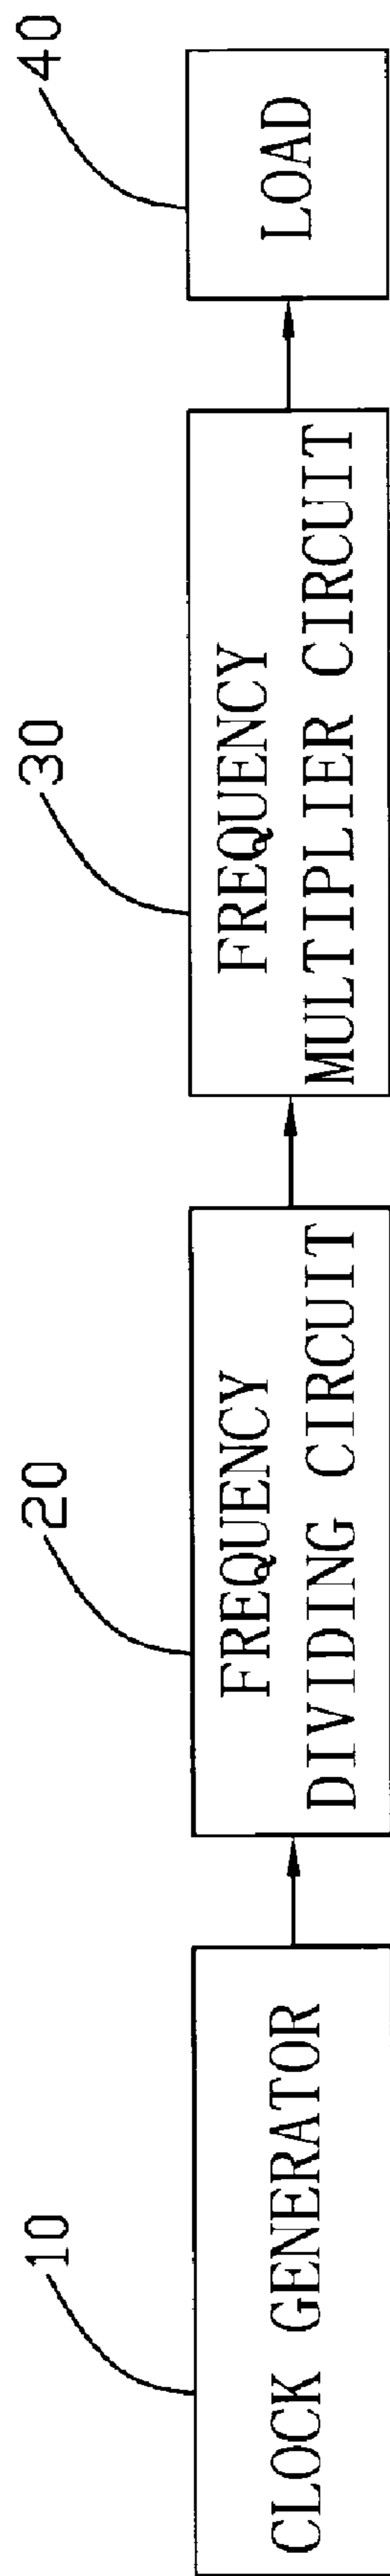 10
20
30
40
CLOCK GENERATOR
FREQUENCY
DIVIDING CIRCUIT
FREQUENCY
MULTIPLIER CIRCUIT
LOAD